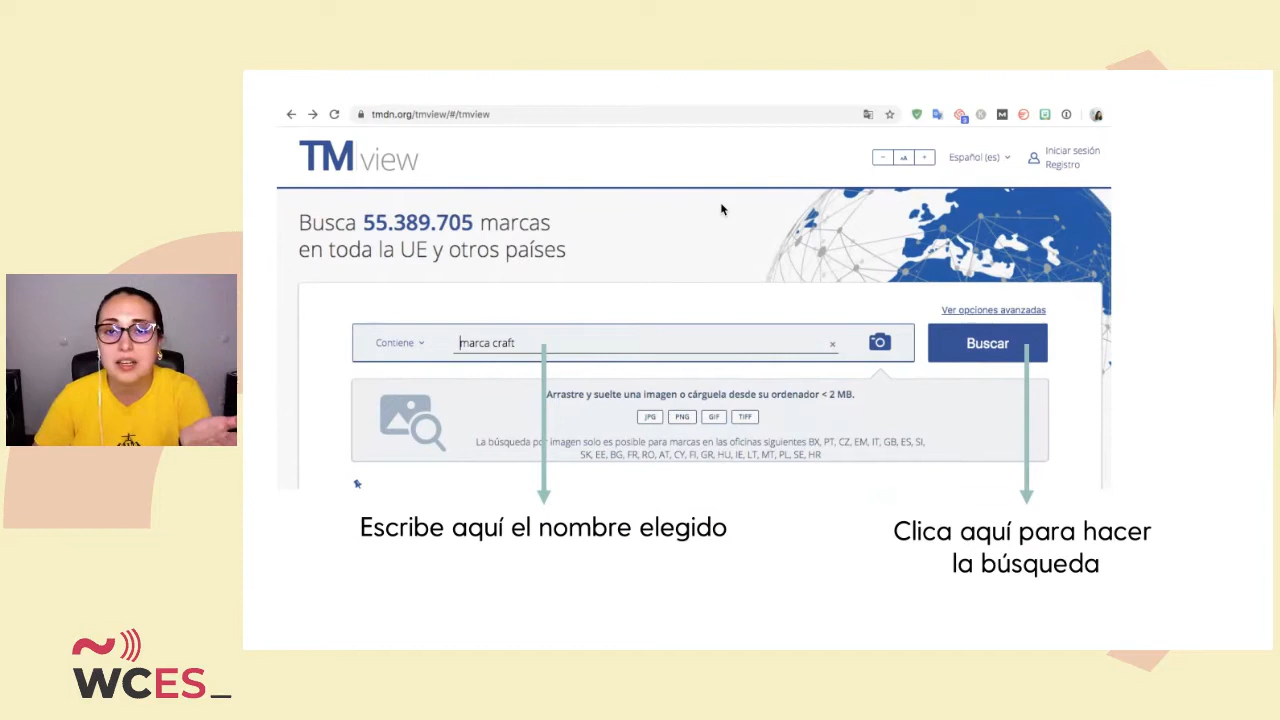 tmdn.org/tmview/#/tmview
TM view
- AA +
Español (es)
Iniciar sesión
Registro
Busca 55.389.705 marcas
en toda la UE y otros países
Ver opciones avanzadas
Contiene
marca craft
×
Buscar
Arrastre y suelte una imagen o cárguela desde su ordenador < 2 MB.
JPG PNG GIF TIFF
La búsqueda por imagen solo es posible para marcas en las oficinas siguientes BX, PT, CZ, EM, IT, GB, ES, SI,
SK, EE, BG, FR, RO, AT, CY, FI, GR, HU, IE, LT, MT, PL, SE, HR
Escribe aquí el nombre elegido
Clica aquí para hacer
la búsqueda
WCES_